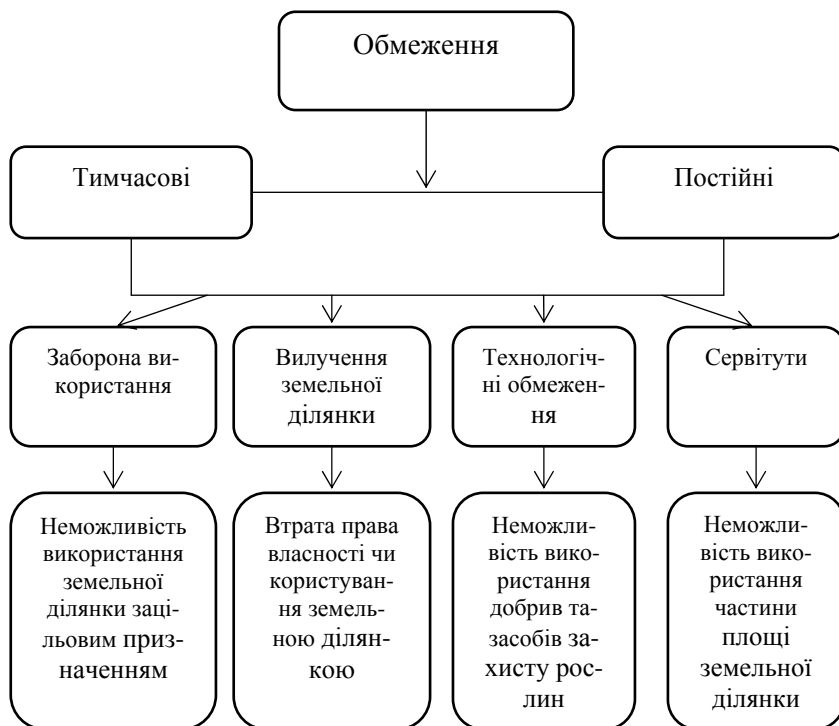 Обмеження
Тимчасові
Постійні
Заборона ви-
користання
Вилучення
земельної
ділянки
Технологіч-
ні обмежен-
ня
Сервітути
Неможливість
використання
земельної
ділянки заці-
льовим приз-
наченням
Втрата права
власності чи
користуван-
ня земель-
ною ділян-
кою
Неможли-
вість вико-
ристання
добрив та-
засобів за-
хисту рос-
лин
Неможли-
вість вико-
ристання
частини
площі
земельної
ділянки